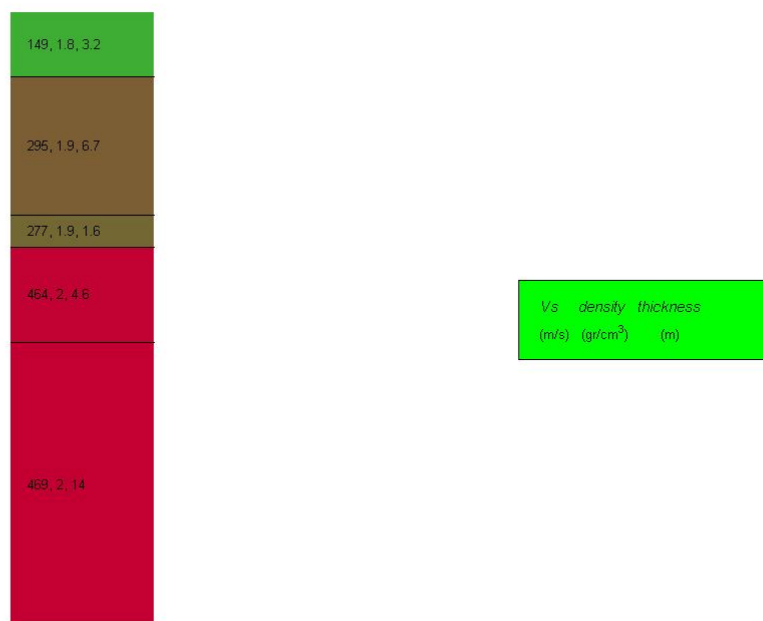 149, 1.8, 3.2
295, 1.9, 6.7
277, 1.9, 1.6
464, 2, 4.6
469, 2, 14
Vs density thickness
(m/s) (gr/cm³) (m)